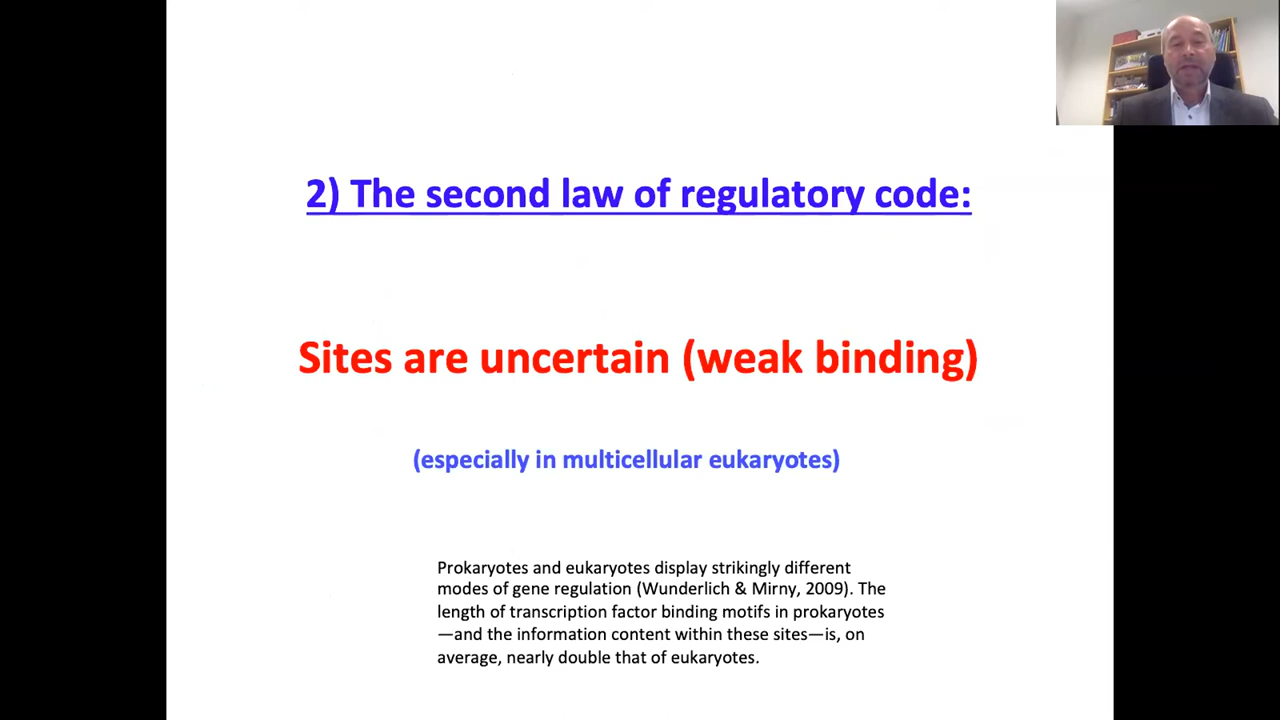 2) The second law of regulatory code:
Sites are uncertain (weak binding)
(especially in multicellular eukaryotes)
Prokaryotes and eukaryotes display strikingly different
modes of gene regulation (Wunderlich & Mirny, 2009). The
length of transcription factor binding motifs in prokaryotes
—and the information content within these sites—is, on
average, nearly double that of eukaryotes.